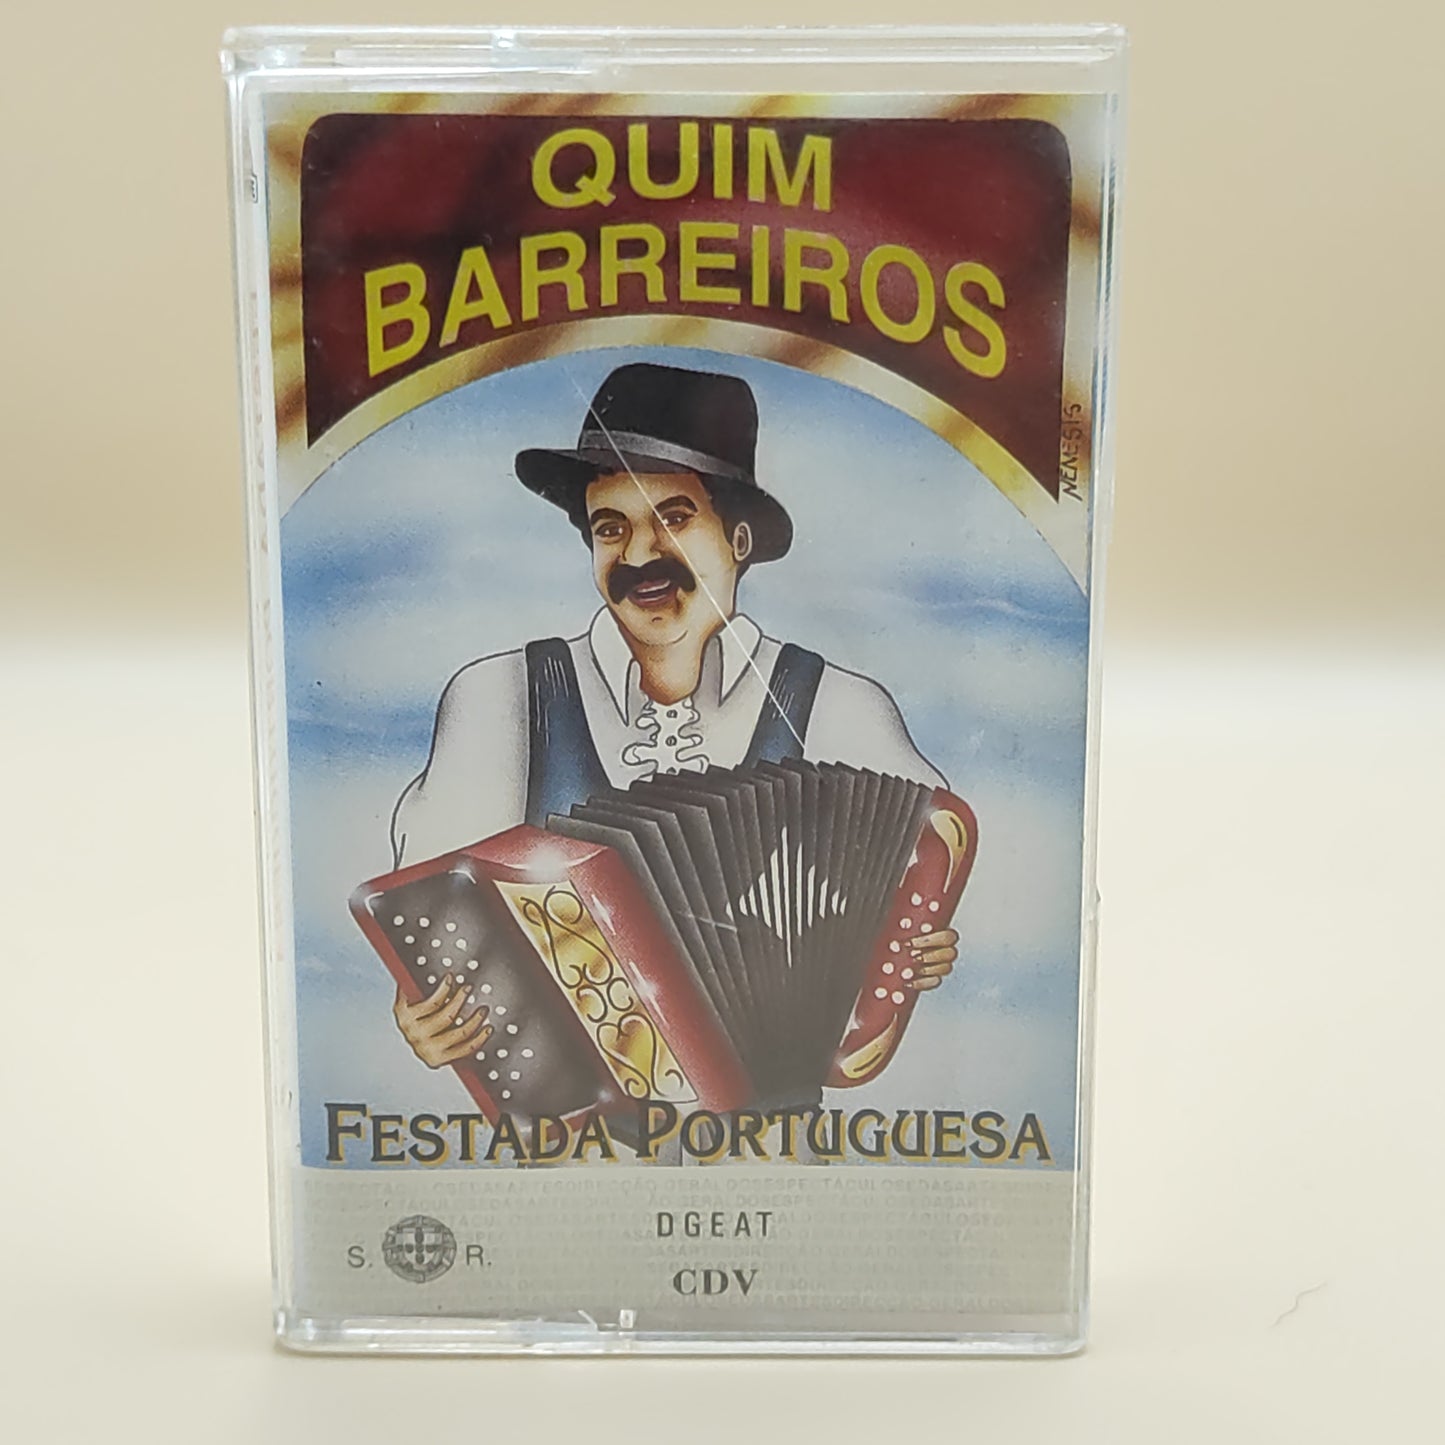 QUIM
BARREIROS
NEMESIS
FESTADA PORTUGUESA
DGEAT
S. R.
CDV